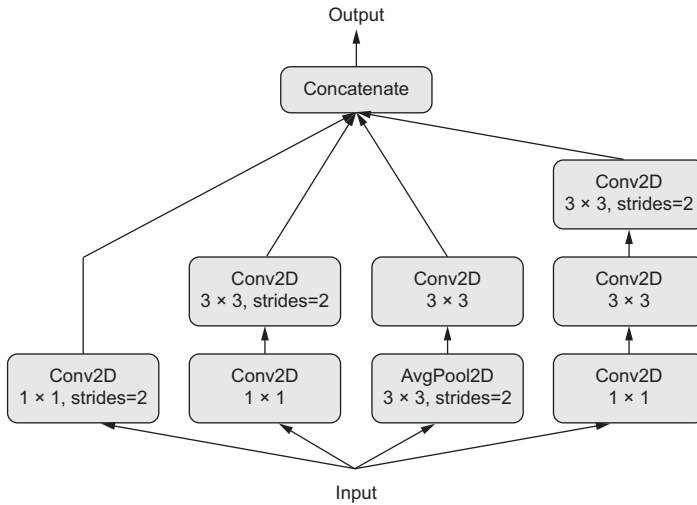 Output
Concatenate
Conv2D
3 × 3, strides=2
Conv2D
3 × 3, strides=2
Conv2D
3 × 3
Conv2D
3 × 3
Conv2D
1 × 1, strides=2
Conv2D
1 × 1
AvgPool2D
3 × 3, strides=2
Conv2D
1 × 1
Input